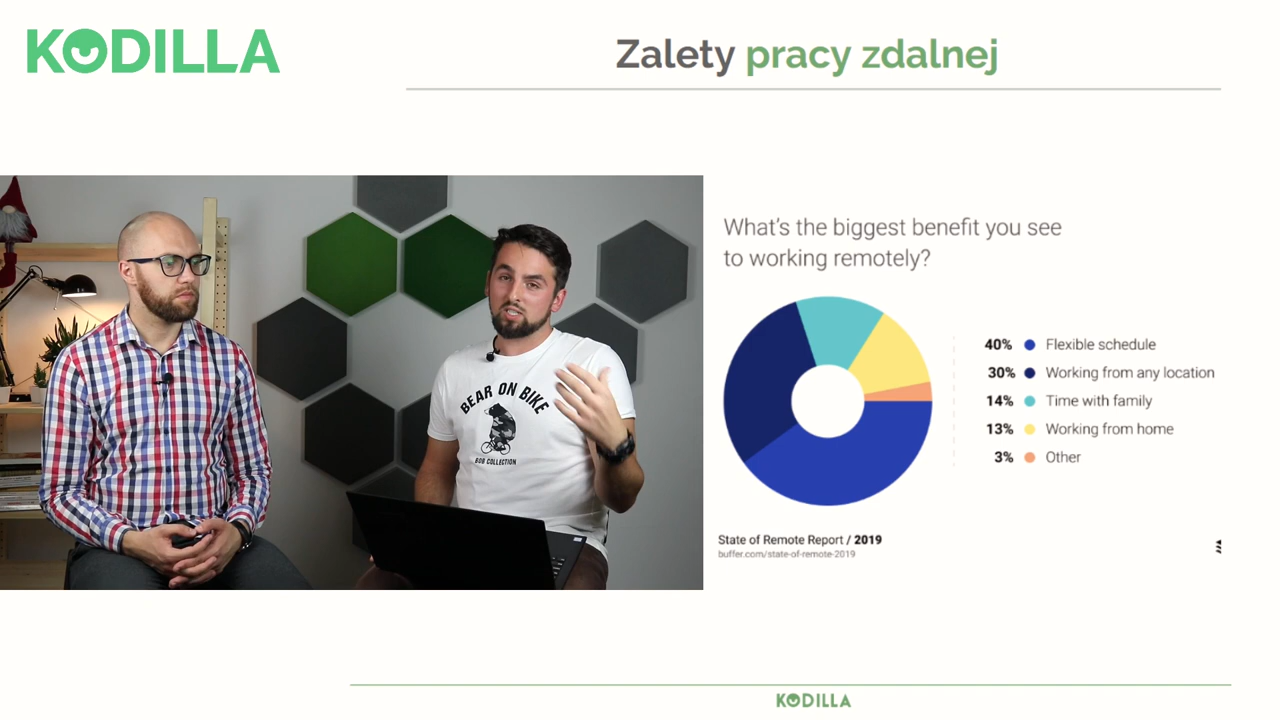 KODILLA
Zalety pracy zdalnej
BEAR ON BIKE
BOB COLLECTION
What's the biggest benefit you see
to working remotely?
40% Flexible schedule
30% Working from any location
14% Time with family
13% Working from home
3% Other
State of Remote Report / 2019
buffer.com/state-of-remote-2019
KODILLA